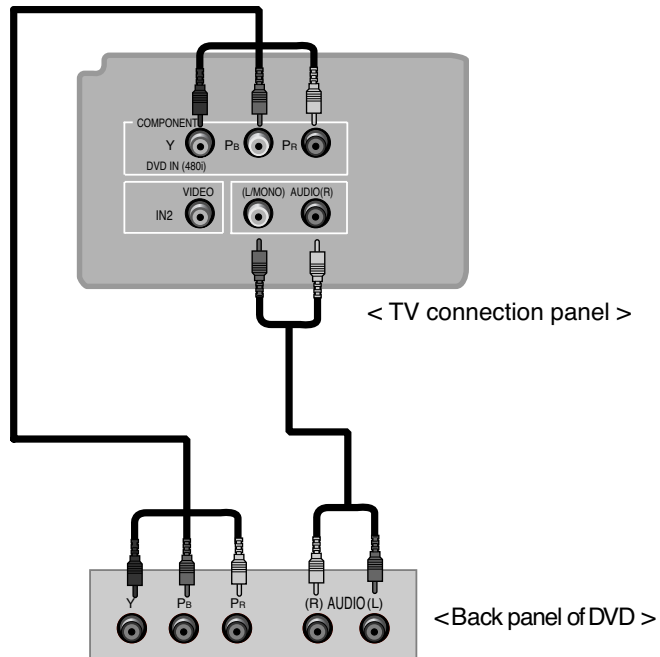 COMPONENT
Y PB PR
DVD IN (480i)
VIDEO (L/MONO) AUDIO(R)
IN2
< TV connection panel >
Y PB PR (R) AUDIO (L)
<Back panel of DVD >